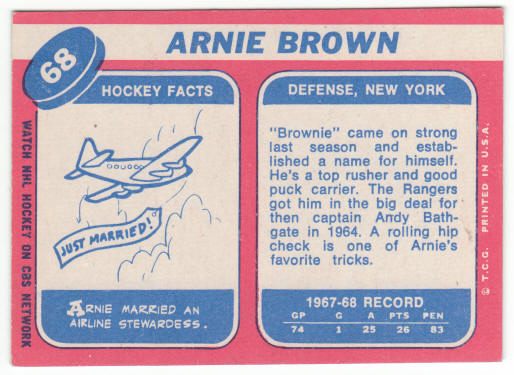 68
ARNIE BROWN
HOCKEY FACTS
JUST MARRIED!
ARNIE MARRIED AN
AIRLINE STEWARDESS.
DEFENSE, NEW YORK
"Brownie" came on strong
last season and estab-
lished a name for himself.
He's a top rusher and good
puck carrier. The Rangers
got him in the big deal for
then captain Andy Bath-
gate in 1964. A rolling hip
check is one of Arnie's
favorite tricks.
1967-68 RECORD
GP G A PTS PEN
74 1 25 26 83
WATCH NHL HOCKEY ON CBS NETWORK
© T.C.G. PRINTED IN U.S.A.